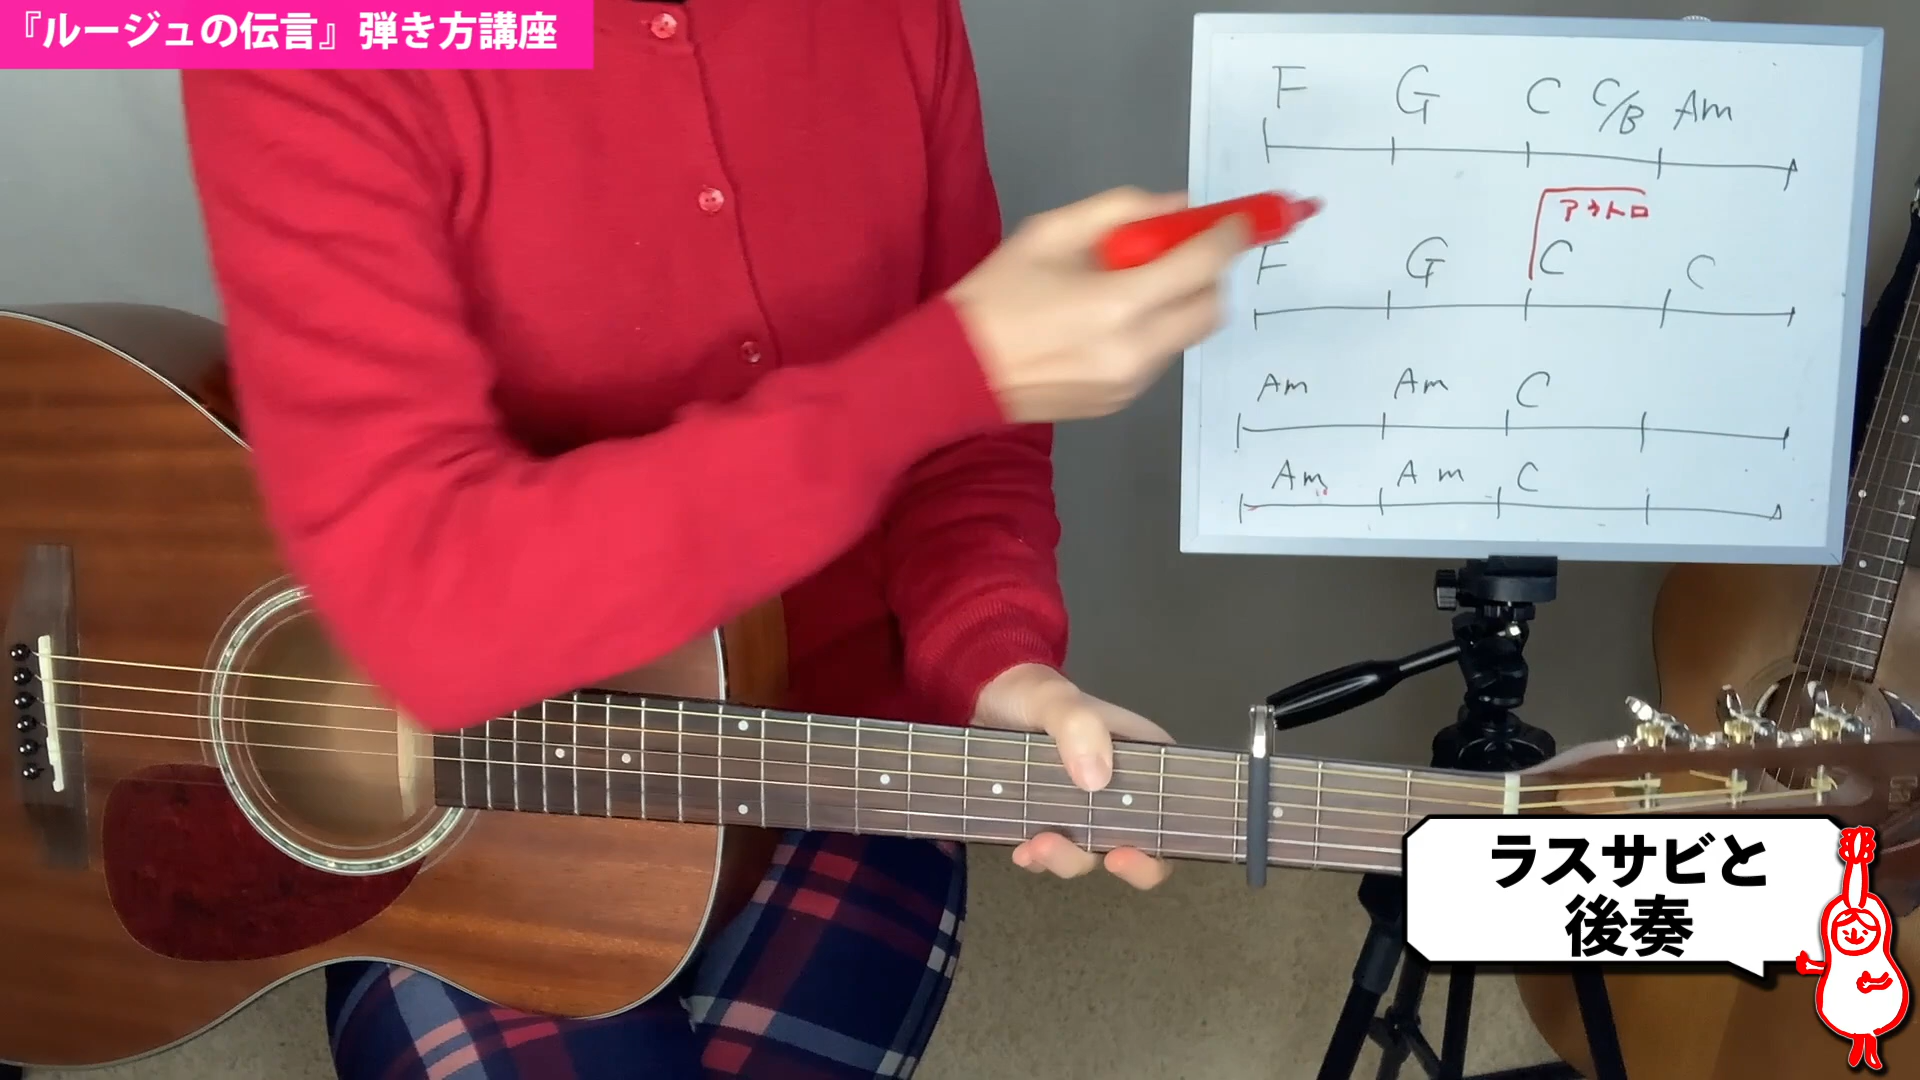 『ルージュの伝言』弾き方講座
F G C C/B Am
アウトロ
F G C C
Am Am C
Am Am C
ラスサビと
後奏